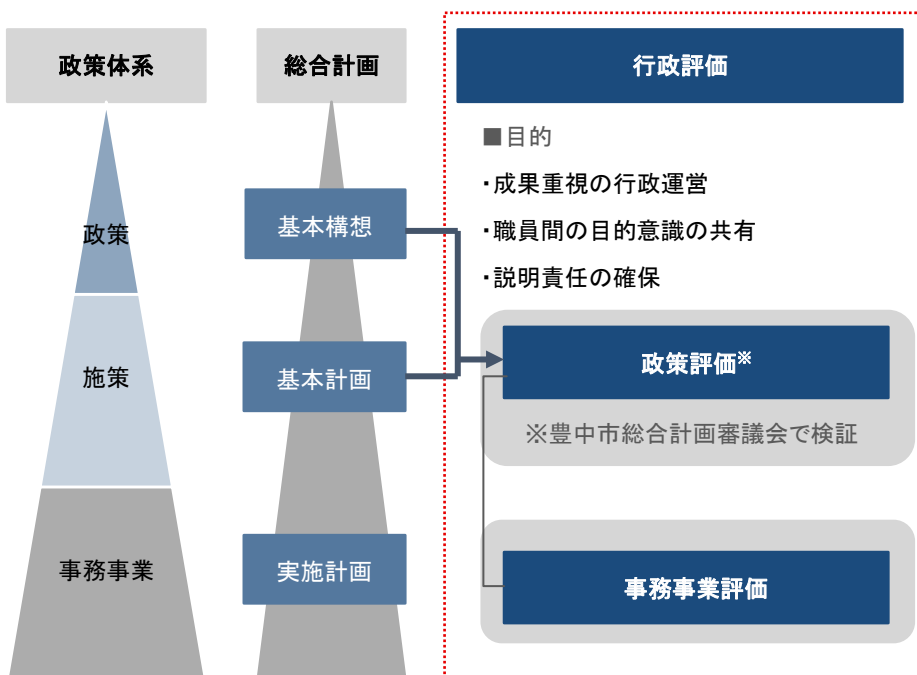 政策体系
総合計画
行政評価
■目的
・成果重視の行政運営
・職員間の目的意識の共有
・説明責任の確保
政策
基本構想
施策
基本計画
政策評価※
※豊中市総合計画審議会で検証
事務事業
実施計画
事務事業評価